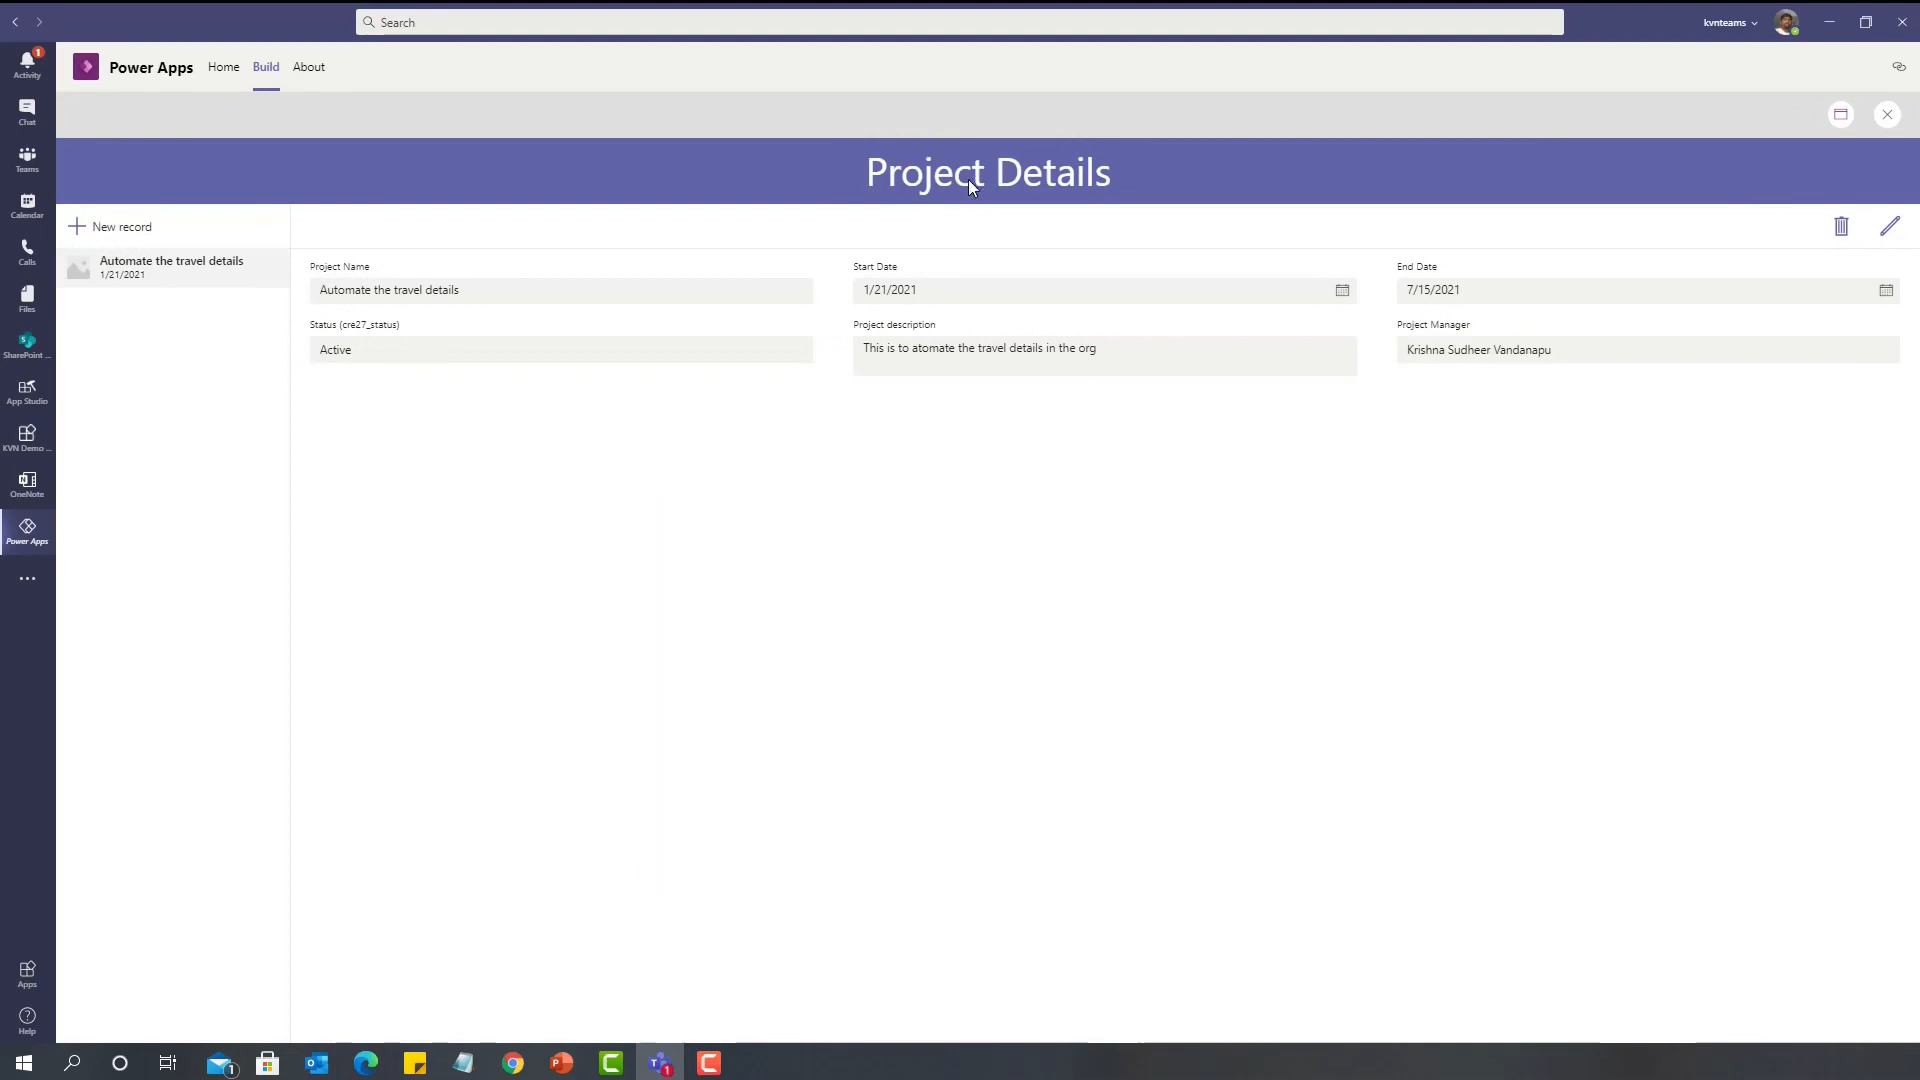 Search
kvnteams
1
Activity
Chat
Teams
Calendar
Calls
Files
S
SharePoint ...
App Studio
KVN Demo ...
N
OneNote
Power Apps
...
Apps
Help
Power Apps
Home
Build
About
Project Details
New record
Automate the travel details
1/21/2021
Project Name
Automate the travel details
Start Date
1/21/2021
End Date
7/15/2021
Status (cre27_status)
Active
Project description
This is to atomate the travel details in the org
Project Manager
Krishna Sudheer Vandanapu
1
P
T
1